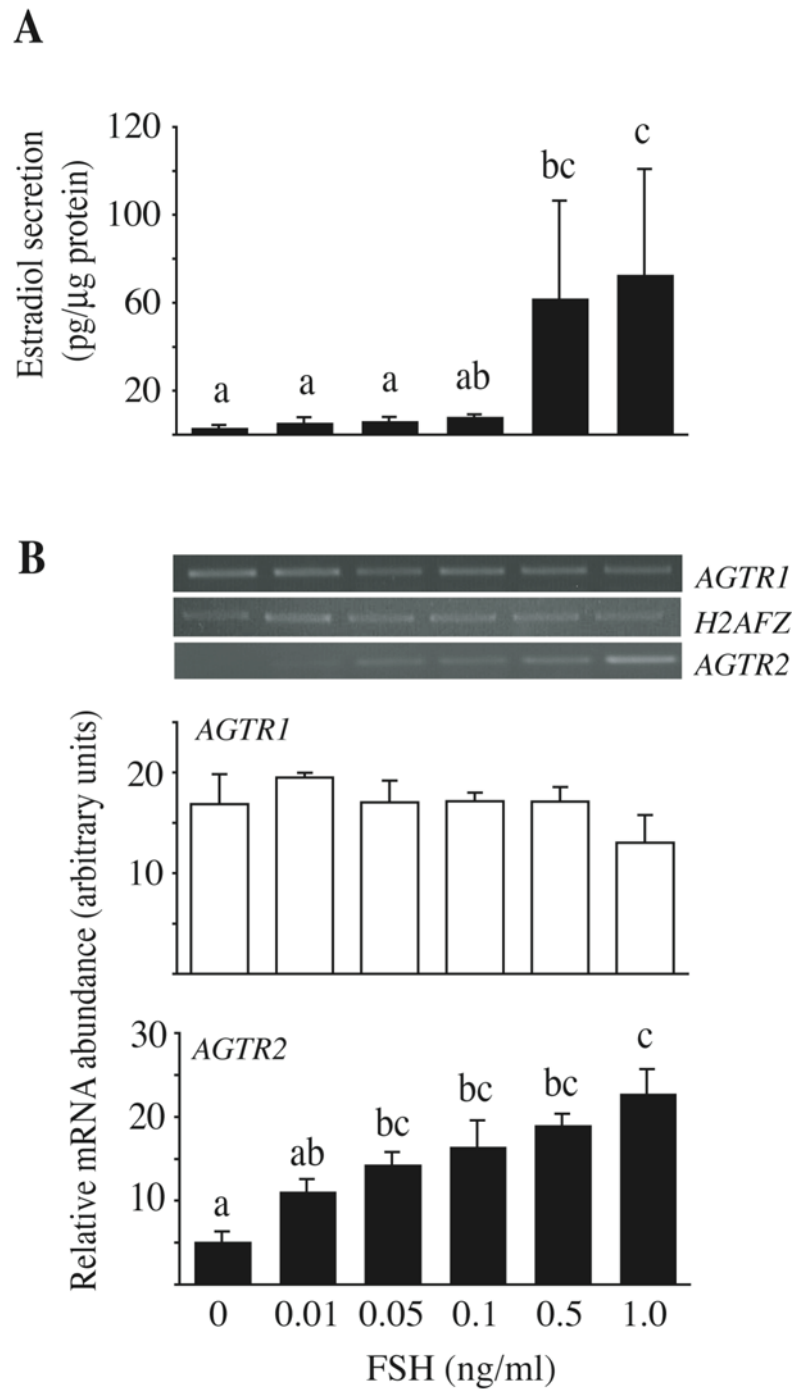 A
Estradiol secretion
(pg/µg protein)
120
100
60
20
a
a
a
ab
bc
c
B
AGTR1
H2AFZ
AGTR2
Relative mRNA abundance (arbitrary units)
AGTR1
20
10
AGTR2
30
20
10
a
ab
bc
bc
bc
c
0 0.01 0.05 0.1 0.5 1.0
FSH (ng/ml)